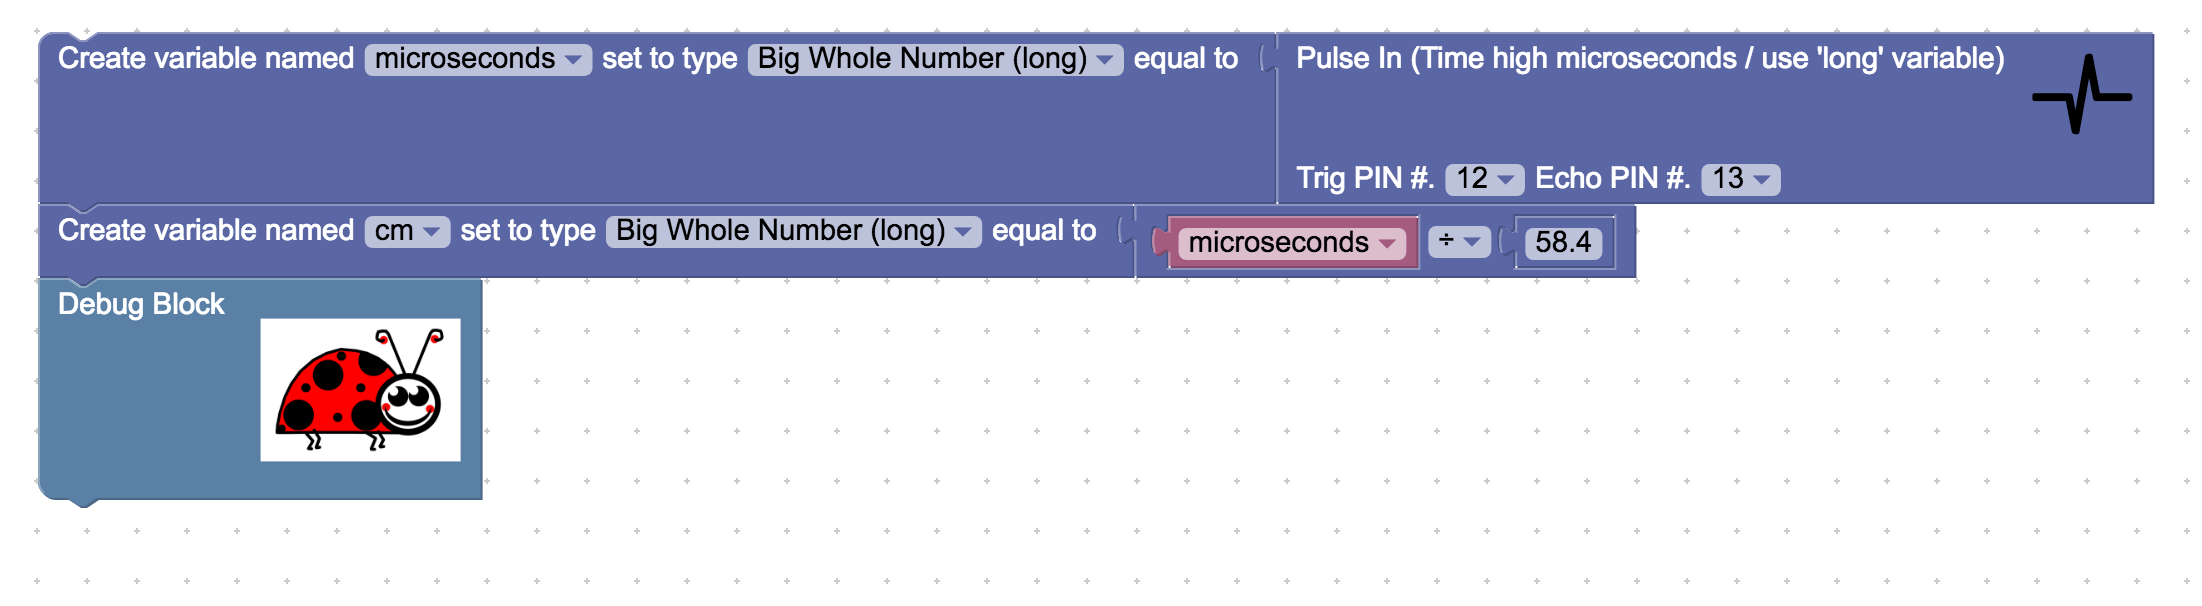 Create variable named microseconds set to type Big Whole Number (long) equal to Pulse In (Time high microseconds / use 'long' variable)
Trig PIN #. 12 Echo PIN #. 13
Create variable named cm set to type Big Whole Number (long) equal to microseconds ÷ 58.4
Debug Block